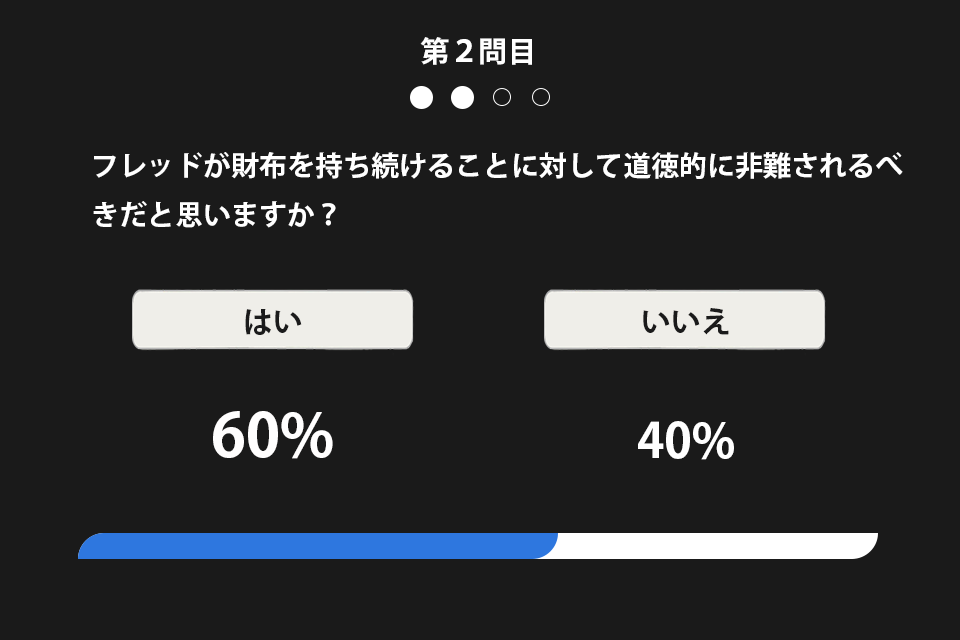 第２問目
フレッドが財布を持ち続けることに対して道徳的に非難されるべ
きだと思いますか？
はい
いいえ
60%
40%